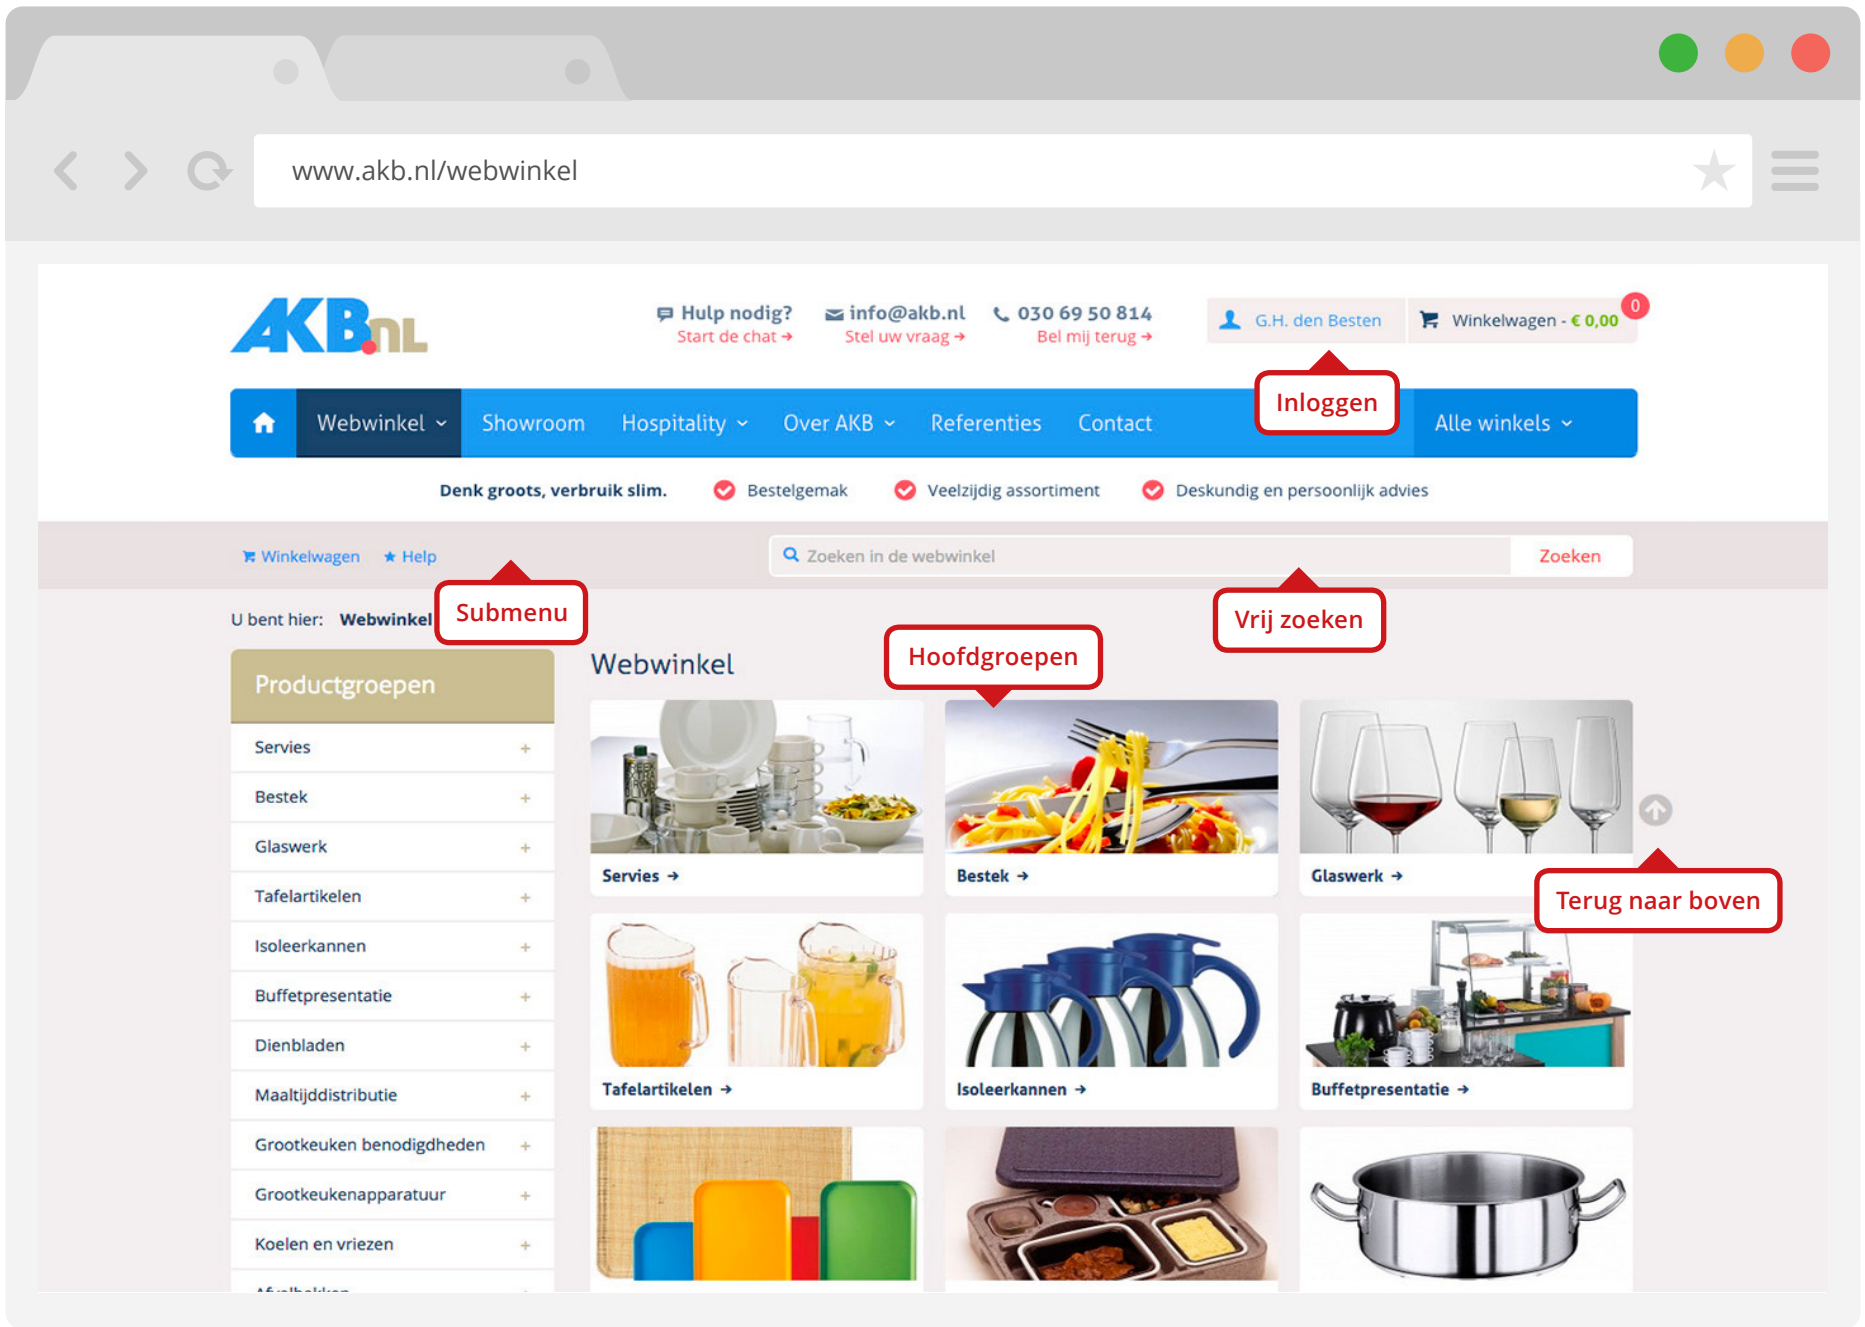 www.akb.nl/webwinkel
AKB.NL
Hulp nodig?
Start de chat →
info@akb.nl
Stel uw vraag →
030 69 50 814
Bel mij terug →
G.H. den Besten
Winkelwagen - € 0,00
0
Inloggen
Webwinkel
Showroom
Hospitality
Over AKB
Referenties
Contact
Alle winkels
Denk groots, verbruik slim.
Bestelgemak
Veelzijdig assortiment
Deskundig en persoonlijk advies
Winkelwagen
Help
Zoeken in de webwinkel
Zoeken
Submenu
Vrij zoeken
U bent hier: Webwinkel
Hoofdgroepen
Productgroepen
Servies +
Bestek +
Glaswerk +
Tafelartikelen +
Isoleerkannen +
Buffetpresentatie +
Dienbladen +
Maaltijddistributie +
Grootkeuken benodigdheden +
Grootkeukenapparatuur +
Koelen en vriezen +
Webwinkel
Servies →
Bestek →
Glaswerk →
Terug naar boven
Tafelartikelen →
Isoleerkannen →
Buffetpresentatie →